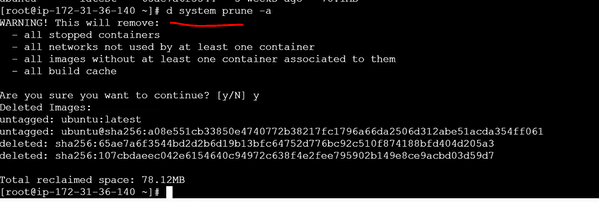 [root@ip-172-31-36-140 ~]# d system prune -a
WARNING! This will remove:
- all stopped containers
- all networks not used by at least one container
- all images without at least one container associated to them
- all build cache
Are you sure you want to continue? [y/N] y
Deleted Images:
untagged: ubuntu:latest
untagged: ubuntu@sha256:a08e551cb33850e4740772b38217fc1796a66da2506d312abe51acda354ff061
deleted: sha256:65ae7a6f3544bd2d2b6d19b13bfc64752d776bc92c510f874188bfd404d205a3
deleted: sha256:107cbdaeec042e6154640c94972c638f4e2fee795902b149e8ce9acbd03d59d7
Total reclaimed space: 78.12MB
[root@ip-172-31-36-140 ~]#